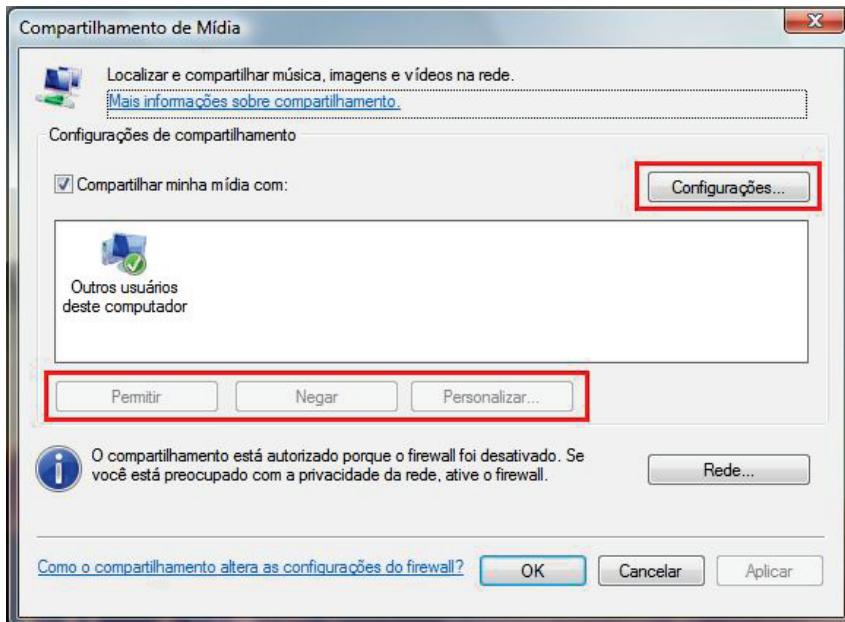 Compartilhamento de Mídia
Localizar e compartilhar música, imagens e vídeos na rede.
Mais informações sobre compartilhamento.
Configurações de compartilhamento
Compartilhar minha mídia com:
Configurações...
Outros usuários
deste computador
Permitir
Negar
Personalizar...
O compartilhamento está autorizado porque o firewall foi desativado. Se
você está preocupado com a privacidade da rede, ative o firewall.
Rede...
Como o compartilhamento altera as configurações do firewall?
OK
Cancelar
Aplicar